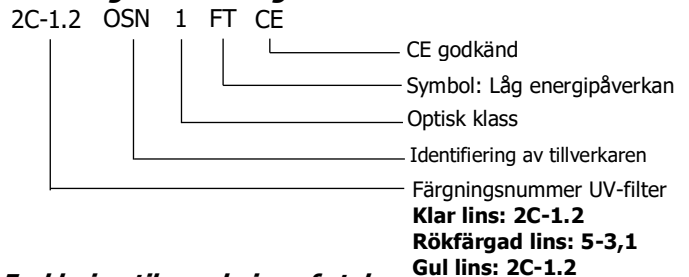 2C-1.2 OSN 1 FT CE
CE godkänd
Symbol: Låg energipåverkan
Optisk klass
Identifiering av tillverkaren
Färgningsnummer UV-filter
Klar lins: 2C-1.2
Rökfärgad lins: 5-3,1
Gul lins: 2C-1.2